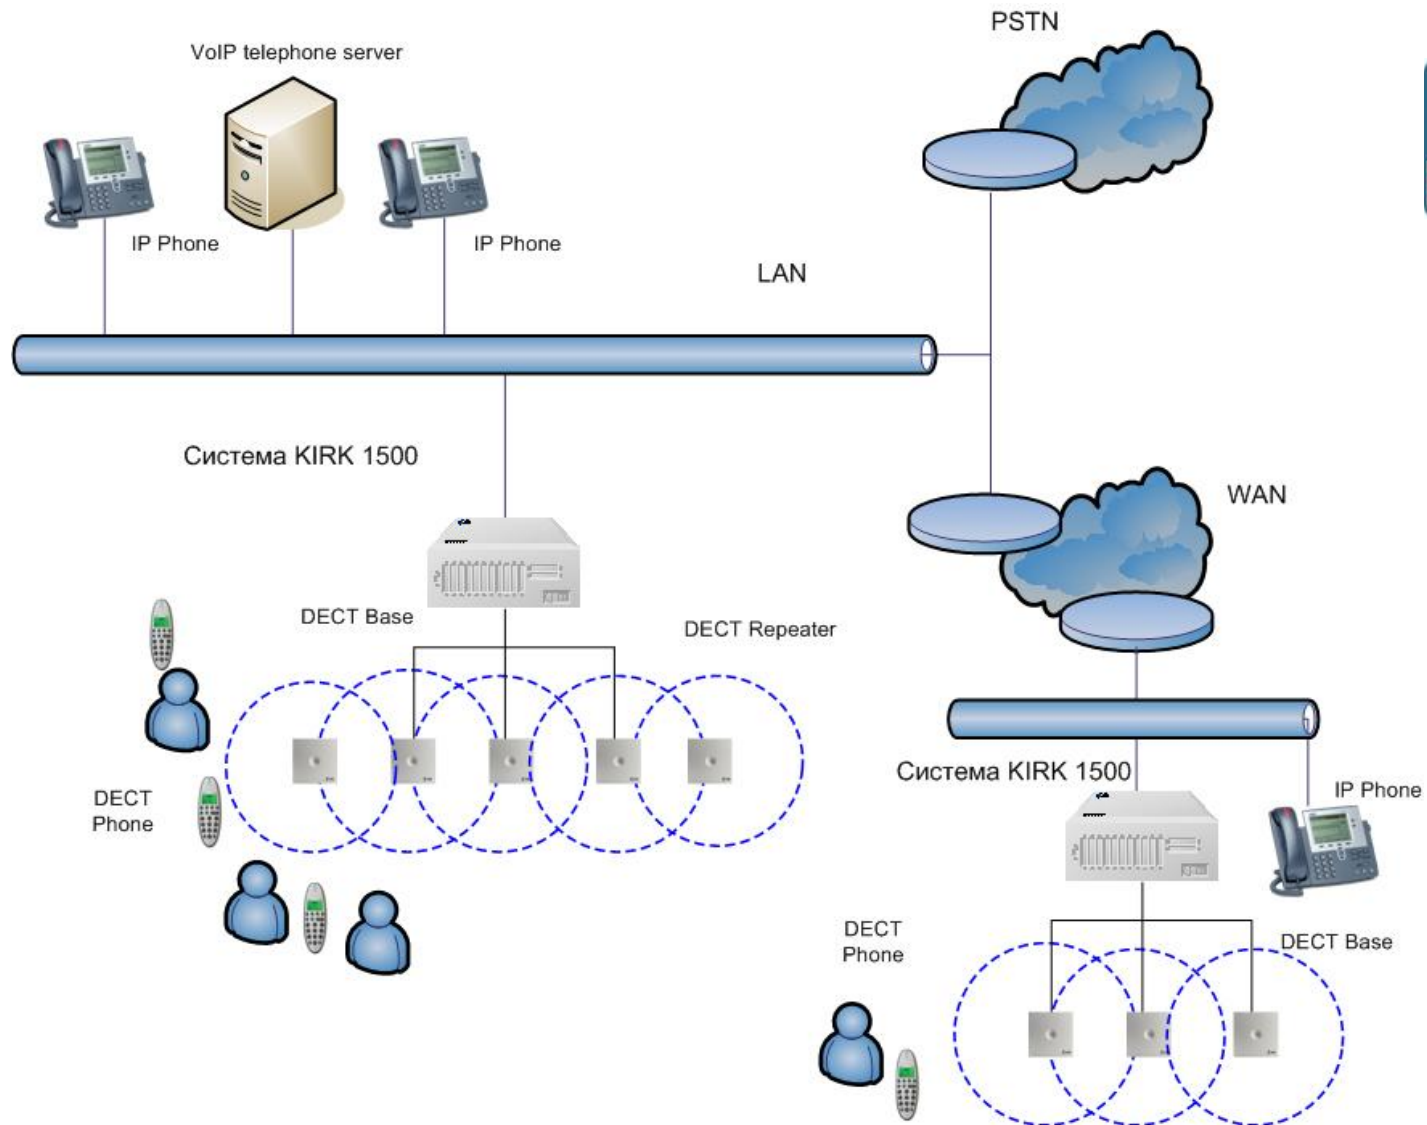 PSTN
VoIP telephone server
IP Phone
IP Phone
LAN
Система KIRK 1500
WAN
DECT Base
DECT Repeater
DECT
Phone
Система KIRK 1500
IP Phone
DECT
Phone
DECT Base